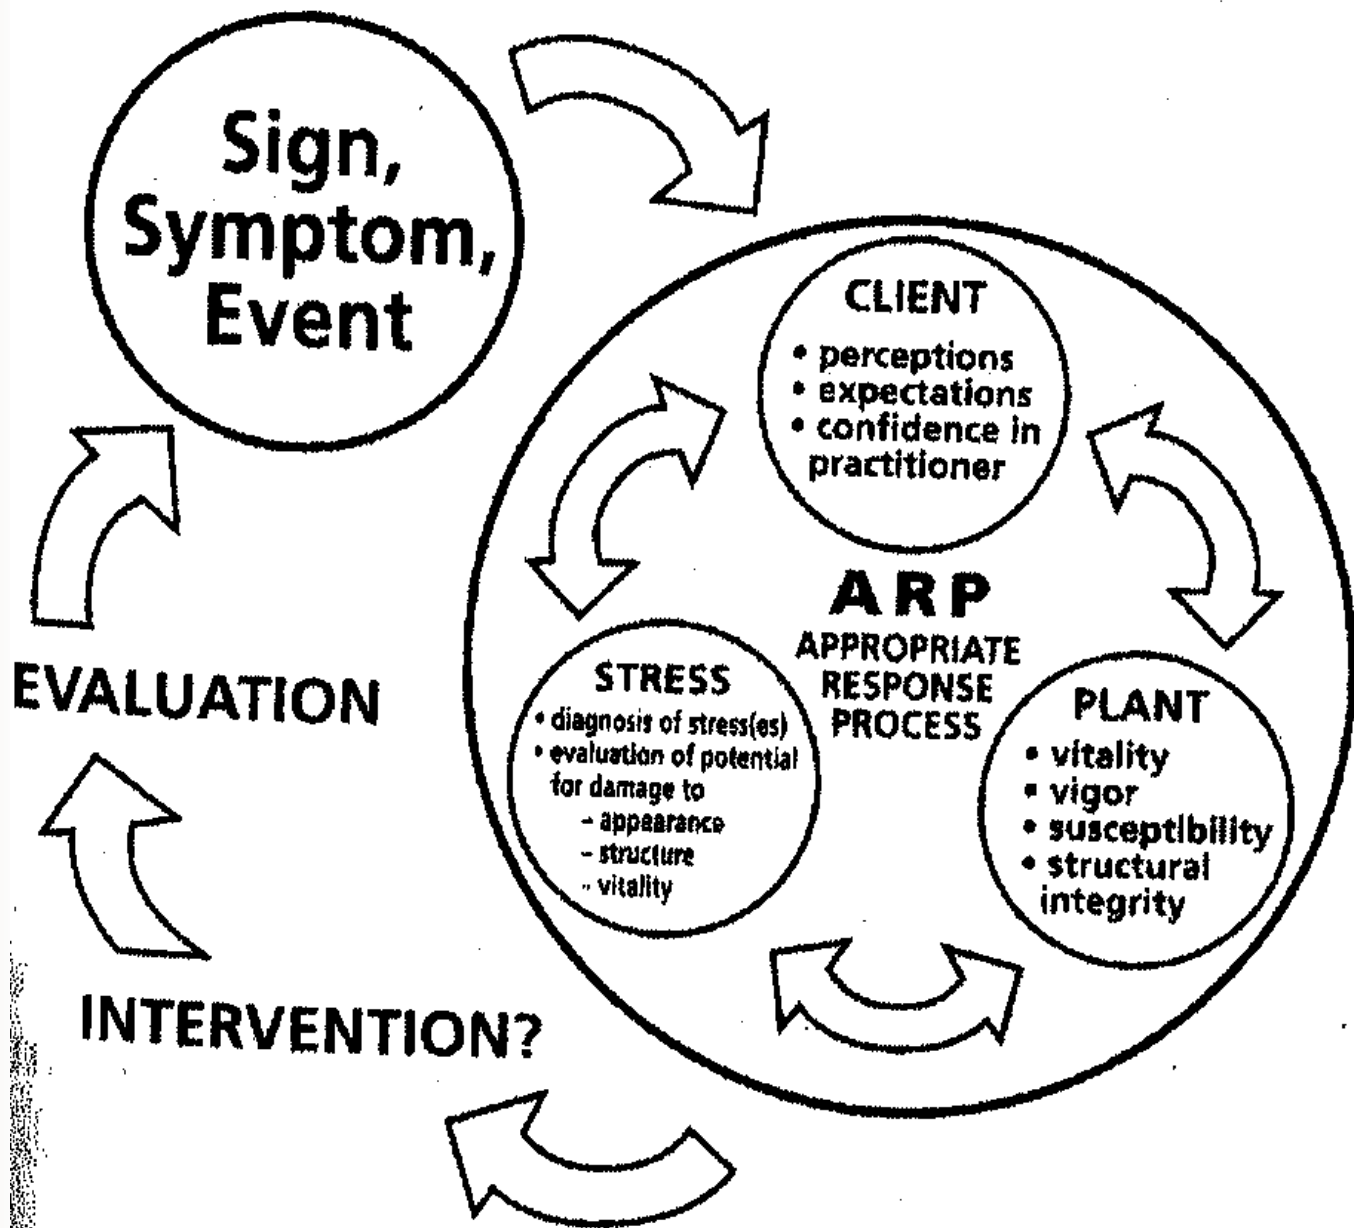 Sign,
Symptom,
Event
CLIENT
• perceptions
• expectations
• confidence in
practitioner
ARP
APPROPRIATE
RESPONSE
PROCESS
STRESS
• diagnosis of stress(es)
• evaluation of potential
for damage to
– appearance
– structure
– vitality
PLANT
• vitality
• vigor
• susceptibility
• structural
integrity
EVALUATION
INTERVENTION?